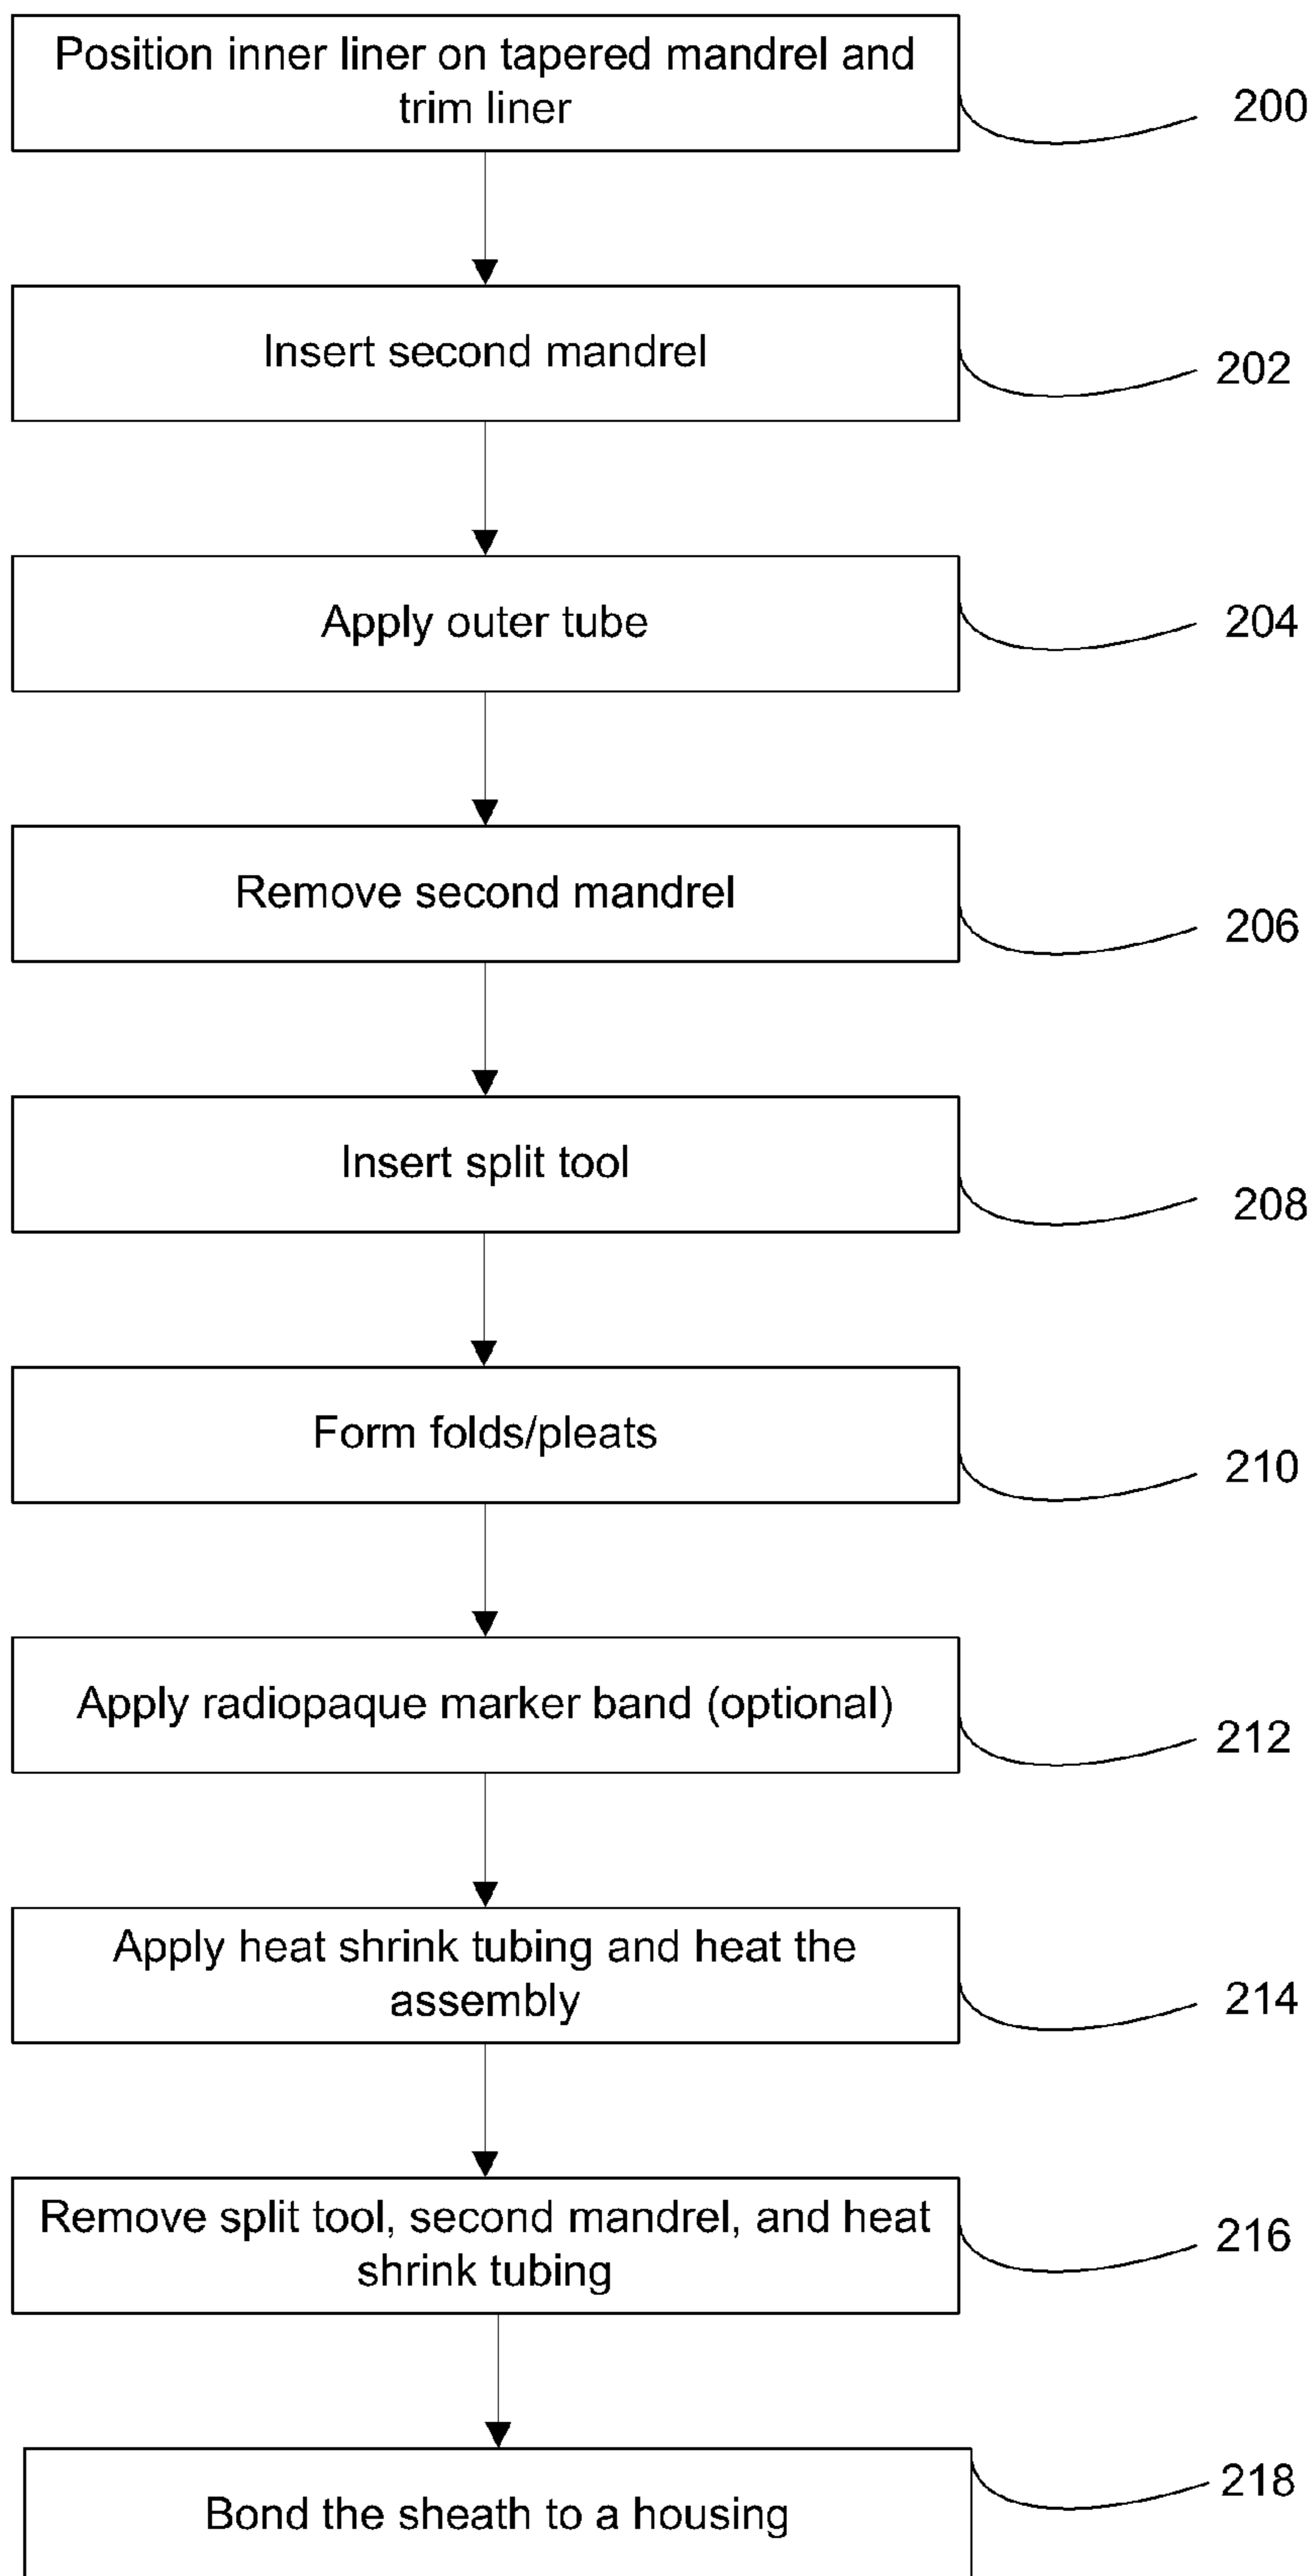 Position inner liner on tapered mandrel and
trim liner
200
Insert second mandrel
202
Apply outer tube
204
Remove second mandrel
206
Insert split tool
208
Form folds/pleats
210
Apply radiopaque marker band (optional)
212
Apply heat shrink tubing and heat the
assembly
214
Remove split tool, second mandrel, and heat
shrink tubing
216
Bond the sheath to a housing
218